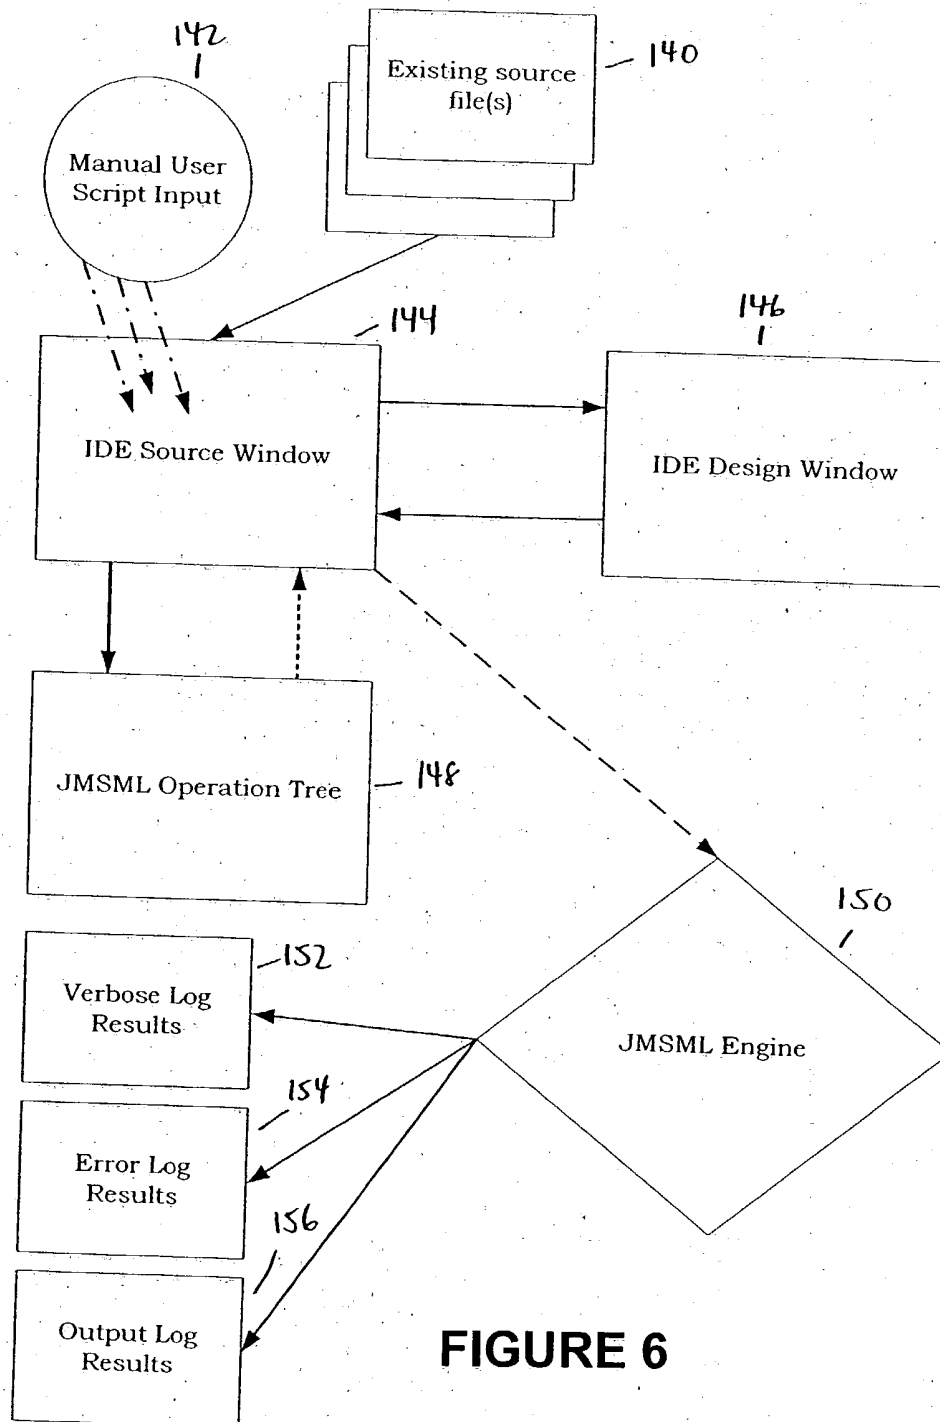 142
Existing source
file(s)
140
Manual User
Script Input
144
146
IDE Source Window
IDE Design Window
JMSML Operation Tree
148
150
152
Verbose Log
Results
JMSML Engine
154
Error Log
Results
156
Output Log
Results
FIGURE 6